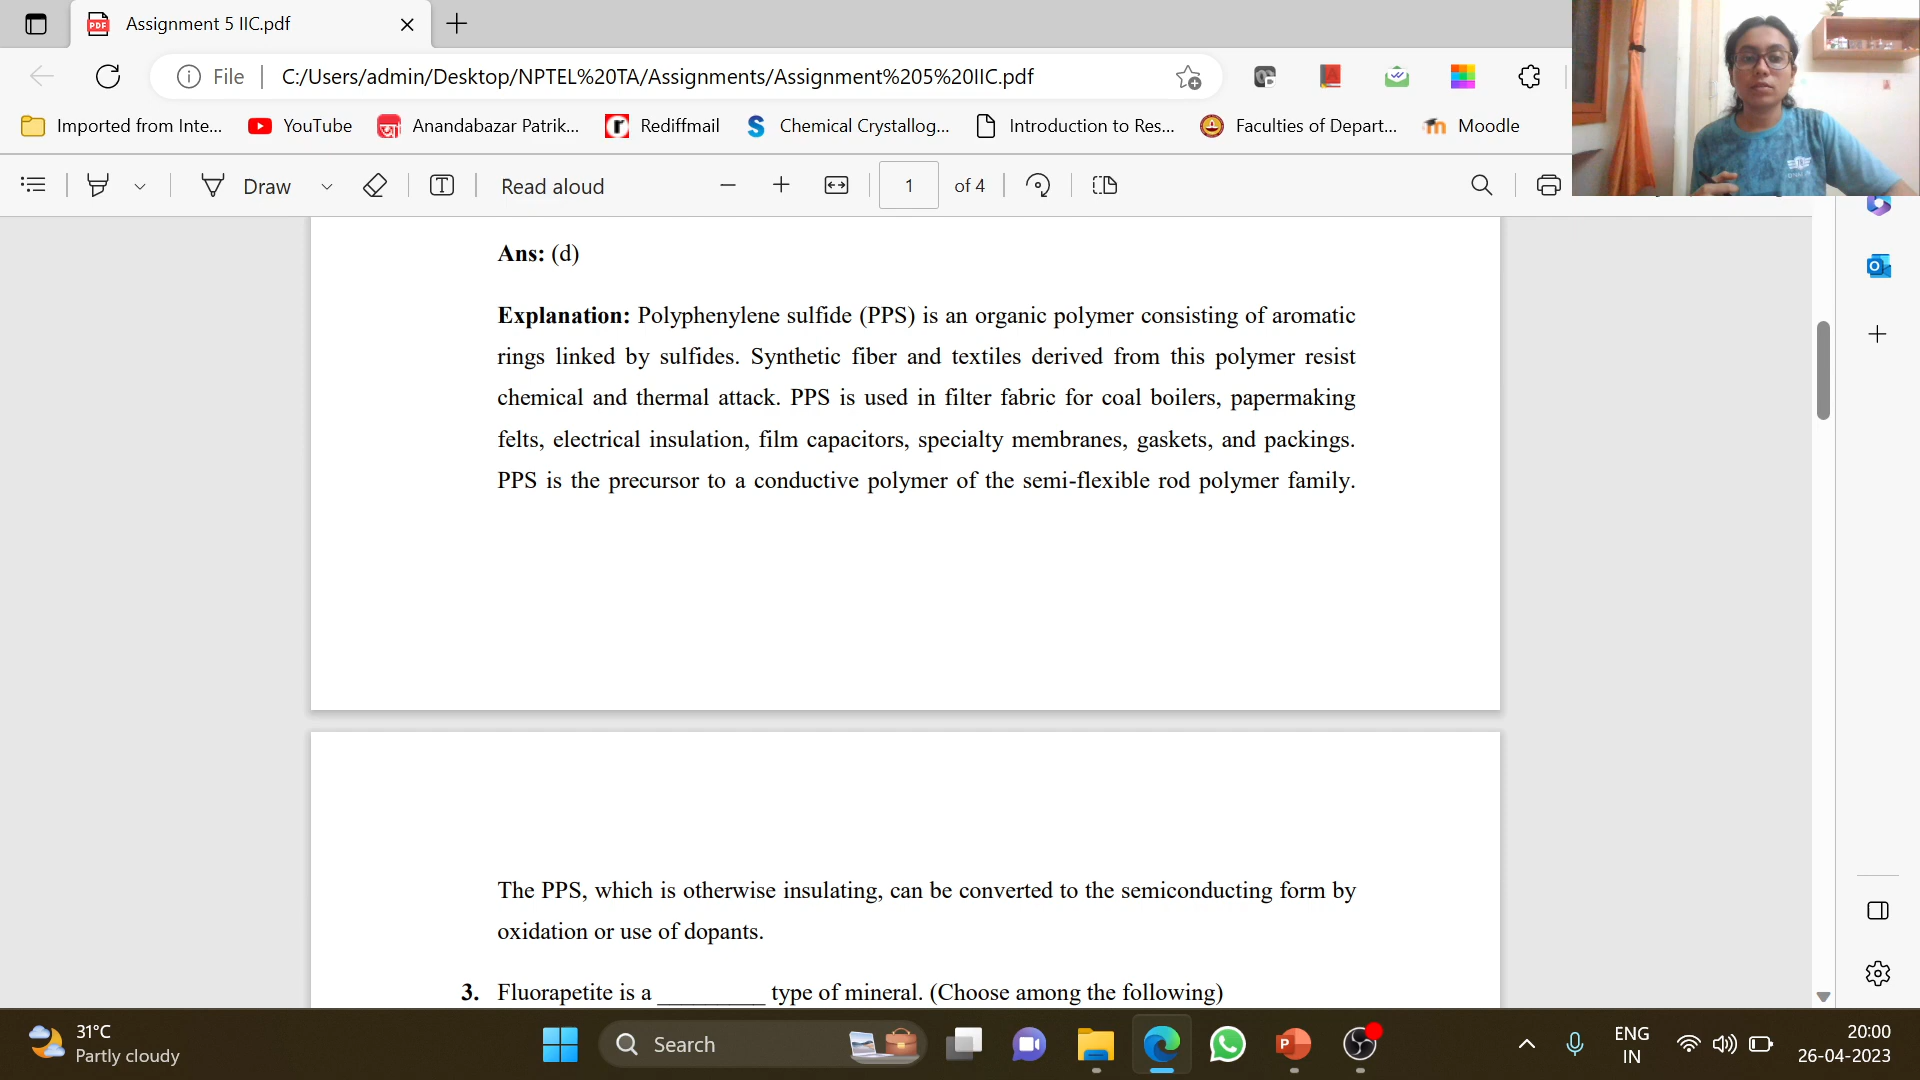 Assignment 5 IIC.pdf
File
C:/Users/admin/Desktop/NPTEL%20TA/Assignments/Assignment%205%20IIC.pdf
Imported from Inte...
YouTube
Anandabazar Patrik...
Rediffmail
Chemical Crystallog...
Introduction to Res...
Faculties of Depart...
Moodle
Draw
Read aloud
1
of 4
Ans: (d)
Explanation: Polyphenylene sulfide (PPS) is an organic polymer consisting of aromatic
rings linked by sulfides. Synthetic fiber and textiles derived from this polymer resist
chemical and thermal attack. PPS is used in filter fabric for coal boilers, papermaking
felts, electrical insulation, film capacitors, specialty membranes, gaskets, and packings.
PPS is the precursor to a conductive polymer of the semi-flexible rod polymer family.
The PPS, which is otherwise insulating, can be converted to the semiconducting form by
oxidation or use of dopants.
3. Fluorapetite is a _________ type of mineral. (Choose among the following)
31°C
Partly cloudy
Search
ENG
IN
20:00
26-04-2023